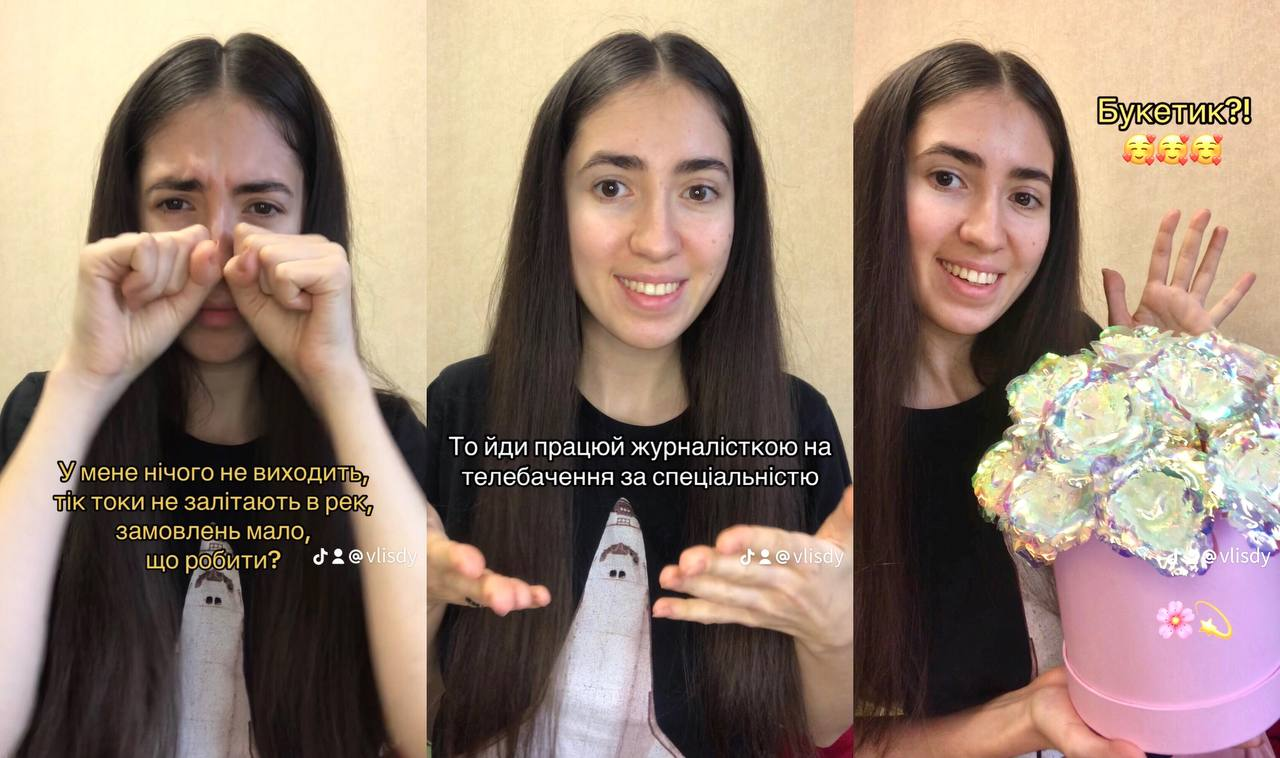 У мене нічого не виходить,
тік токи не залітають в рек,
замовлень мало,
що робити?
@vlisdy
То йди працюй журналісткою на
телебачення за спеціальністю
@vlisdy
Букетик?!
🥰🥰🥰
@vlisdy
🌸💫